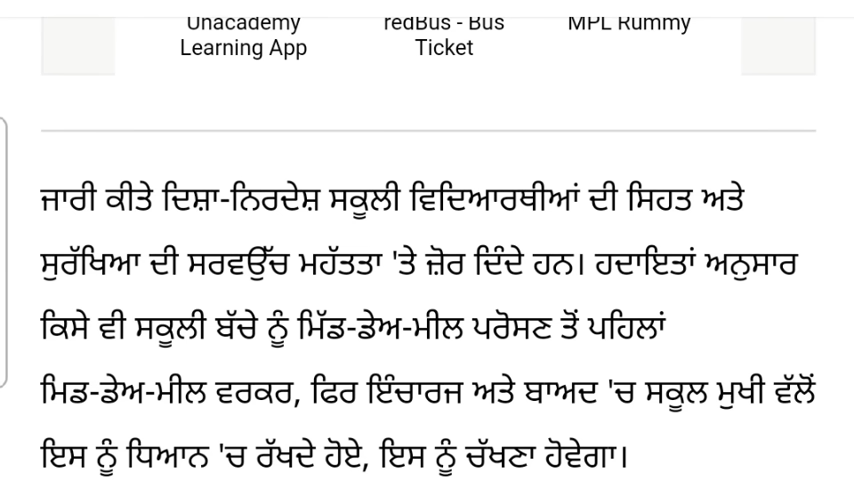 Unacademy redBus - Bus MPL Rummy
Learning App Ticket
ਜਾਰੀ ਕੀਤੇ ਦਿਸ਼ਾ-ਨਿਰਦੇਸ਼ ਸਕੂਲੀ ਵਿਦਿਆਰਥੀਆਂ ਦੀ ਸਿਹਤ ਅਤੇ
ਸੁਰੱਖਿਆ ਦੀ ਸਰਵਉੱਚ ਮਹੱਤਤਾ 'ਤੇ ਜ਼ੋਰ ਦਿੰਦੇ ਹਨ। ਹਦਾਇਤਾਂ ਅਨੁਸਾਰ
ਕਿਸੇ ਵੀ ਸਕੂਲੀ ਬੱਚੇ ਨੂੰ ਮਿੱਡ-ਡੇਅ-ਮੀਲ ਪਰੋਸਣ ਤੋਂ ਪਹਿਲਾਂ
ਮਿਡ-ਡੇਅ-ਮੀਲ ਵਰਕਰ, ਫਿਰ ਇੰਚਾਰਜ ਅਤੇ ਬਾਅਦ 'ਚ ਸਕੂਲ ਮੁਖੀ ਵੱਲੋਂ
ਇਸ ਨੂੰ ਧਿਆਨ 'ਚ ਰੱਖਦੇ ਹੋਏ, ਇਸ ਨੂੰ ਚੱਖਣਾ ਹੋਵੇਗਾ।